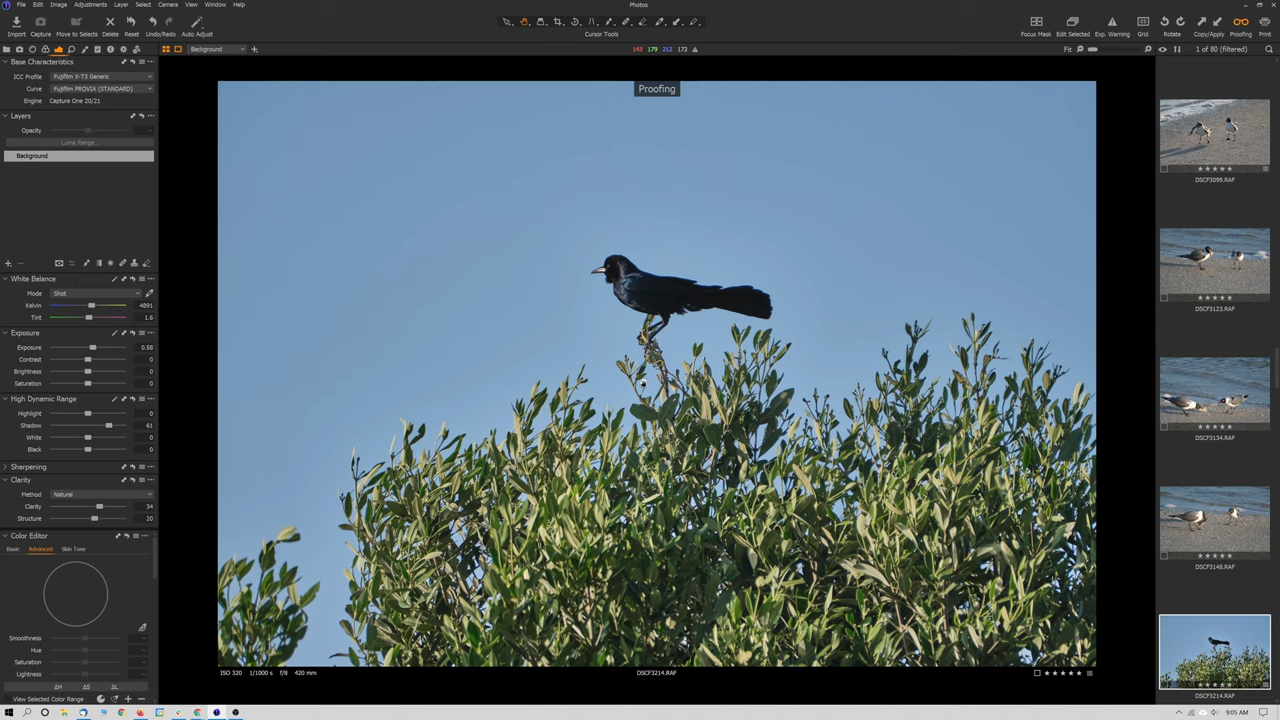 File Edit Image Adjustments Layer Select Camera View Window Help
Photos
Import Capture Move to Selects Delete Reset Undo/Redo Auto Adjust
Cursor Tools
Focus Mask Edit Selected Exp. Warning Grid Rotate Copy/Apply Proofing Print
Background
143 179 212 172
Fit
1 of 80 (filtered)
Base Characteristics
ICC Profile Fujifilm X-T3 Generic
Curve Fujifilm PROVIA (STANDARD)
Engine Capture One 20/21
Layers
Opacity
Luma Range...
Background
White Balance
Mode Shot
Kelvin 4891
Tint 1.6
Exposure
Exposure 0.58
Contrast 0
Brightness 0
Saturation 0
High Dynamic Range
Highlight 0
Shadow 61
White 0
Black 0
Sharpening
Clarity
Method Natural
Clarity 34
Structure 20
Color Editor
Basic Advanced Skin Tone
Smoothness
Hue
Saturation
Lightness
ΔH ΔS ΔL
View Selected Color Range
Proofing
ISO 320 1/1000 s f/8 420 mm
DSCF3214.RAF
DSCF3099.RAF
DSCF3123.RAF
DSCF3134.RAF
DSCF3148.RAF
DSCF3214.RAF
9:05 AM